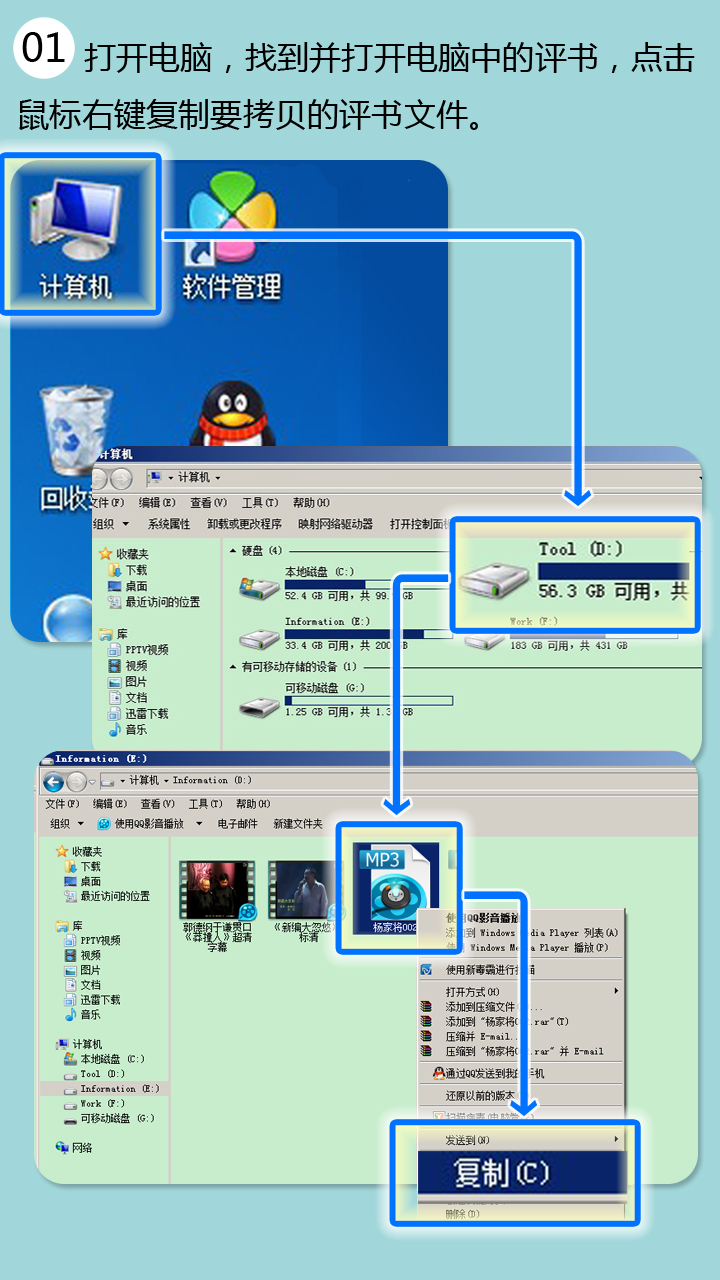 01 打开电脑，找到并打开电脑中的评书，点击
鼠标右键复制要拷贝的评书文件。
计算机
软件管理
回收
计算机
计算机
文件(F) 编辑(E) 查看(V) 工具(T) 帮助(H)
组织 系统属性 卸载或更改程序 映射网络驱动器 打开控制面板
收藏夹
下载
桌面
最近访问的位置
库
PPTV视频
视频
图片
文档
迅雷下载
音乐
硬盘 (4)
本地磁盘 (C:)
52.4 GB 可用，共 99. GB
Tool (D:)
56.3 GB 可用，共
Information (E:)
33.4 GB 可用，共 200 GB
Work (F:)
183 GB 可用，共 431 GB
有可移动存储的设备 (1)
可移动磁盘 (G:)
1.25 GB 可用，共 1.3 GB
Information (E:)
计算机 Information (D:)
文件(F) 编辑(E) 查看(V) 工具(T) 帮助(H)
组织 使用QQ影音播放 电子邮件 新建文件夹
收藏夹
下载
桌面
最近访问的位置
库
PPTV视频
视频
图片
文档
迅雷下载
音乐
计算机
本地磁盘 (C:)
Tool (D:)
Information (E:)
Work (F:)
可移动磁盘 (G:)
网络
郭德纲于谦贯口
《莽撞人》超清
字幕
《新编大忽悠》
标清
MP3
杨家将002
使用QQ影音播放
添加到 Windows Media Player 列表(A)
使用 Windows Media Player 播放(P)
使用新毒霸进行扫描
打开方式(H)
添加到压缩文件(A)...
添加到 "杨家将002.rar"(T)
压缩并 E-mail...
压缩到 "杨家将002.rar" 并 E-mail
通过QQ发送到我的手机
还原以前的版本
扫描病毒(电脑管家)
发送到(N)
复制(C)
删除(D)